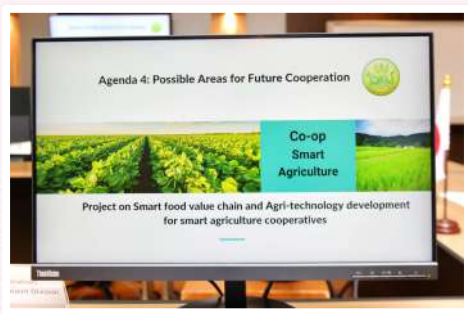 Agenda 4: Possible Areas for Future Cooperation
Co-op
Smart
Agriculture
Project on Smart food value chain and Agri-technology development
for smart agriculture cooperatives
ThinkVision